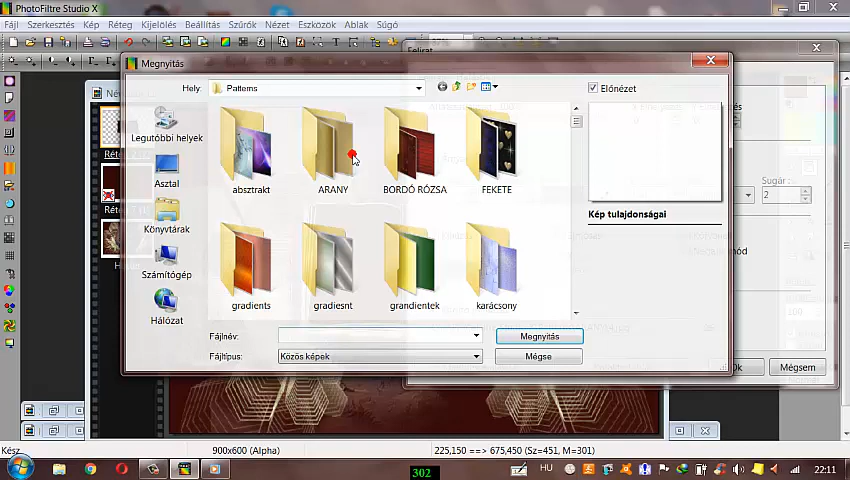 PhotoFiltre Studio X
Fájl Szerkesztés Kép Réteg Kijelölés Beállítás Szűrők Keret Nézet Eszközök Ablak Súgó
Felirat
Megnyitás
Hely: Patterns
Előnézet
Legutóbbi helyek
Asztal
Könyvtárak
Számítógép
Hálózat
absztrakt
ARANY
BORDÓ RÓZSA
FEKETE
gradients
gradiesnt
grandientek
karácsony
Kép tulajdonságai
Sugár :
2
Fájlnév:
Megnyitás
Fájltípus:
Közös képek
Mégse
Mégsem
Kész
900x600 (Alpha)
225,150 ==> 675,450 (Sz=451, M=301)
302
HU
22:11